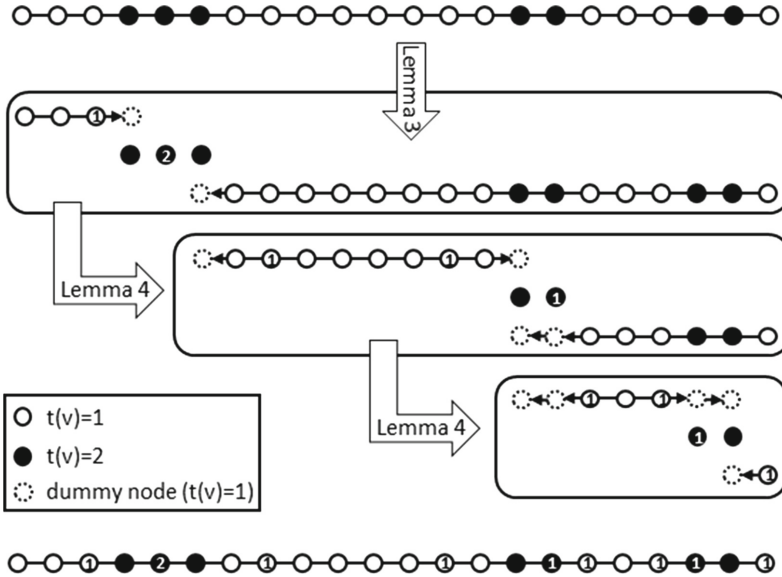 Lemma 3
1
2
Lemma 4
1 1
1
Lemma 4
1 1
1
1
t(v)=1
t(v)=2
dummy node (t(v)=1)
1 2 1 1 1 1 1 1 1